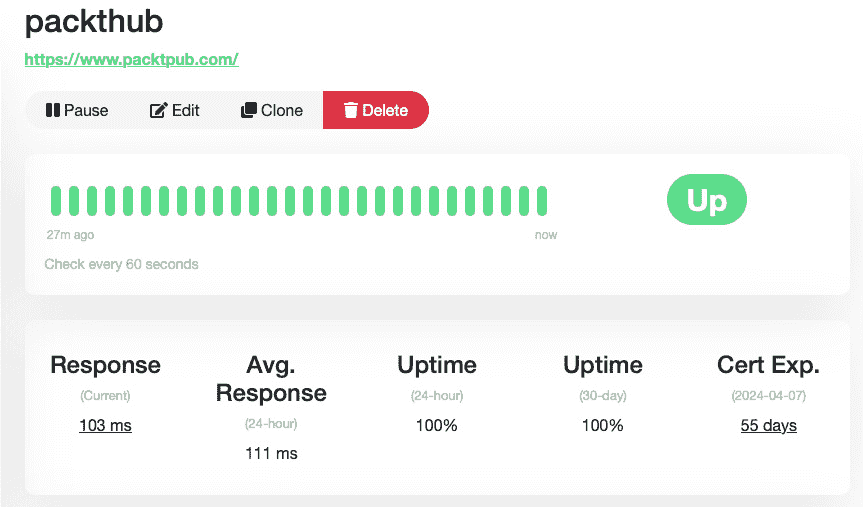 packthub
https://www.packtpub.com/
Pause Edit Clone Delete
Up
27m ago now
Check every 60 seconds
Response Avg. Response Uptime Uptime Cert Exp.
(Current) (24-hour) (24-hour) (30-day) (2024-04-07)
103 ms 111 ms 100% 100% 55 days